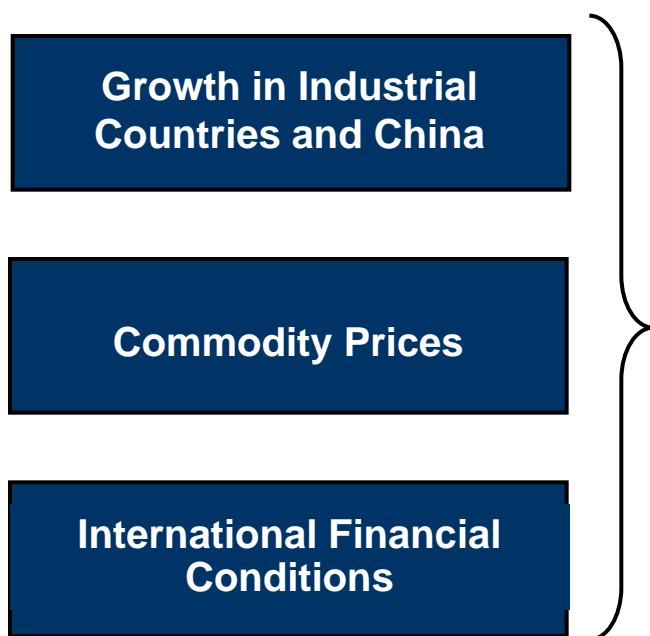 Growth in Industrial
Countries and China
Commodity Prices
International Financial
Conditions